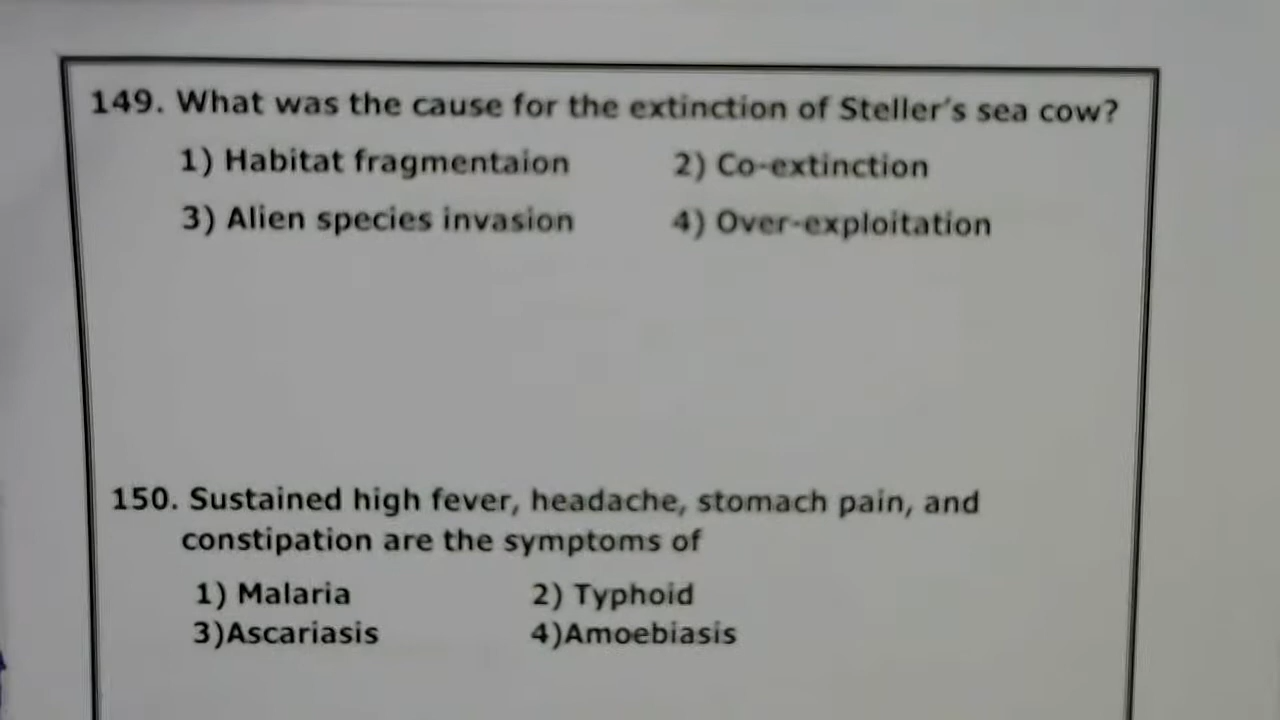 149. What was the cause for the extinction of Steller's sea cow?
1) Habitat fragmentaion 2) Co-extinction
3) Alien species invasion 4) Over-exploitation
150. Sustained high fever, headache, stomach pain, and
constipation are the symptoms of
1) Malaria 2) Typhoid
3)Ascariasis 4)Amoebiasis